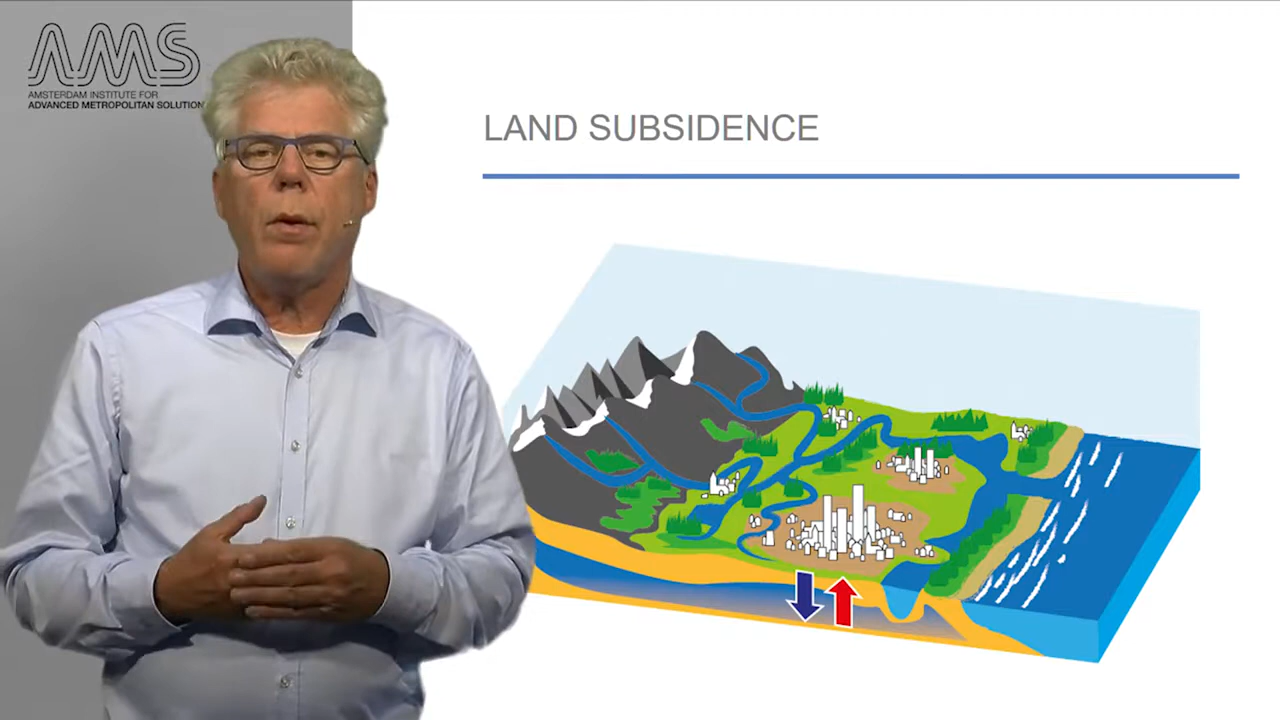 AMS
AMSTERDAM INSTITUTE FOR
ADVANCED METROPOLITAN SOLUTION
LAND SUBSIDENCE